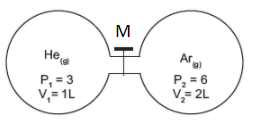 M
He(g)
P₁ = 3
V₁= 1L
Ar(g)
P₂ = 6
V₂= 2L